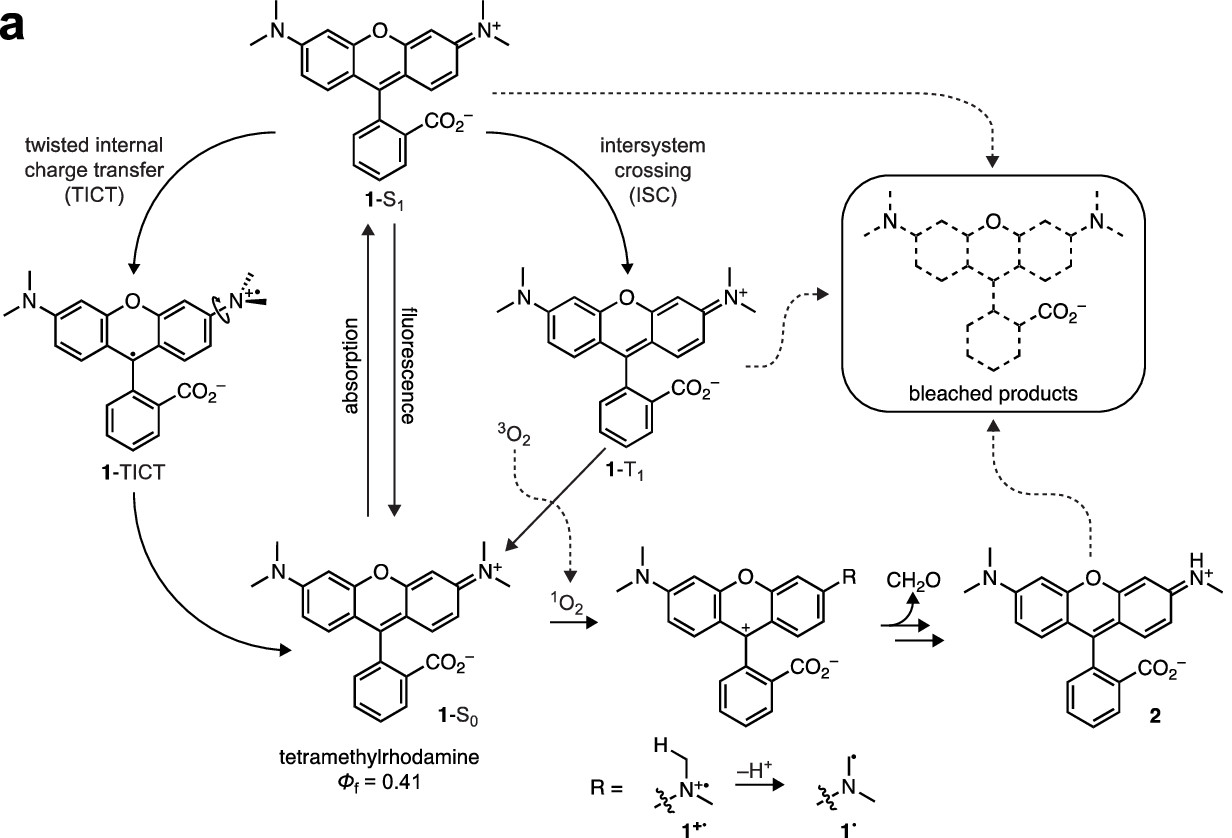 a
N
O
N+
CO2−
1-S1
twisted internal
charge transfer
(TICT)
intersystem
crossing
(ISC)
N
O
N+•
•
CO2−
1-TICT
absorption
fluorescence
N
O
N+
CO2−
1-T1
N
O
N
CO2−
bleached products
3O2
1O2
N
O
N+
CO2−
1-S0
tetramethylrhodamine
Φf = 0.41
N
O
R
+
CO2−
CH2O
N
O
H
N+
CO2−
2
R =
H
N+•
1+•
–H+
•
N
1•